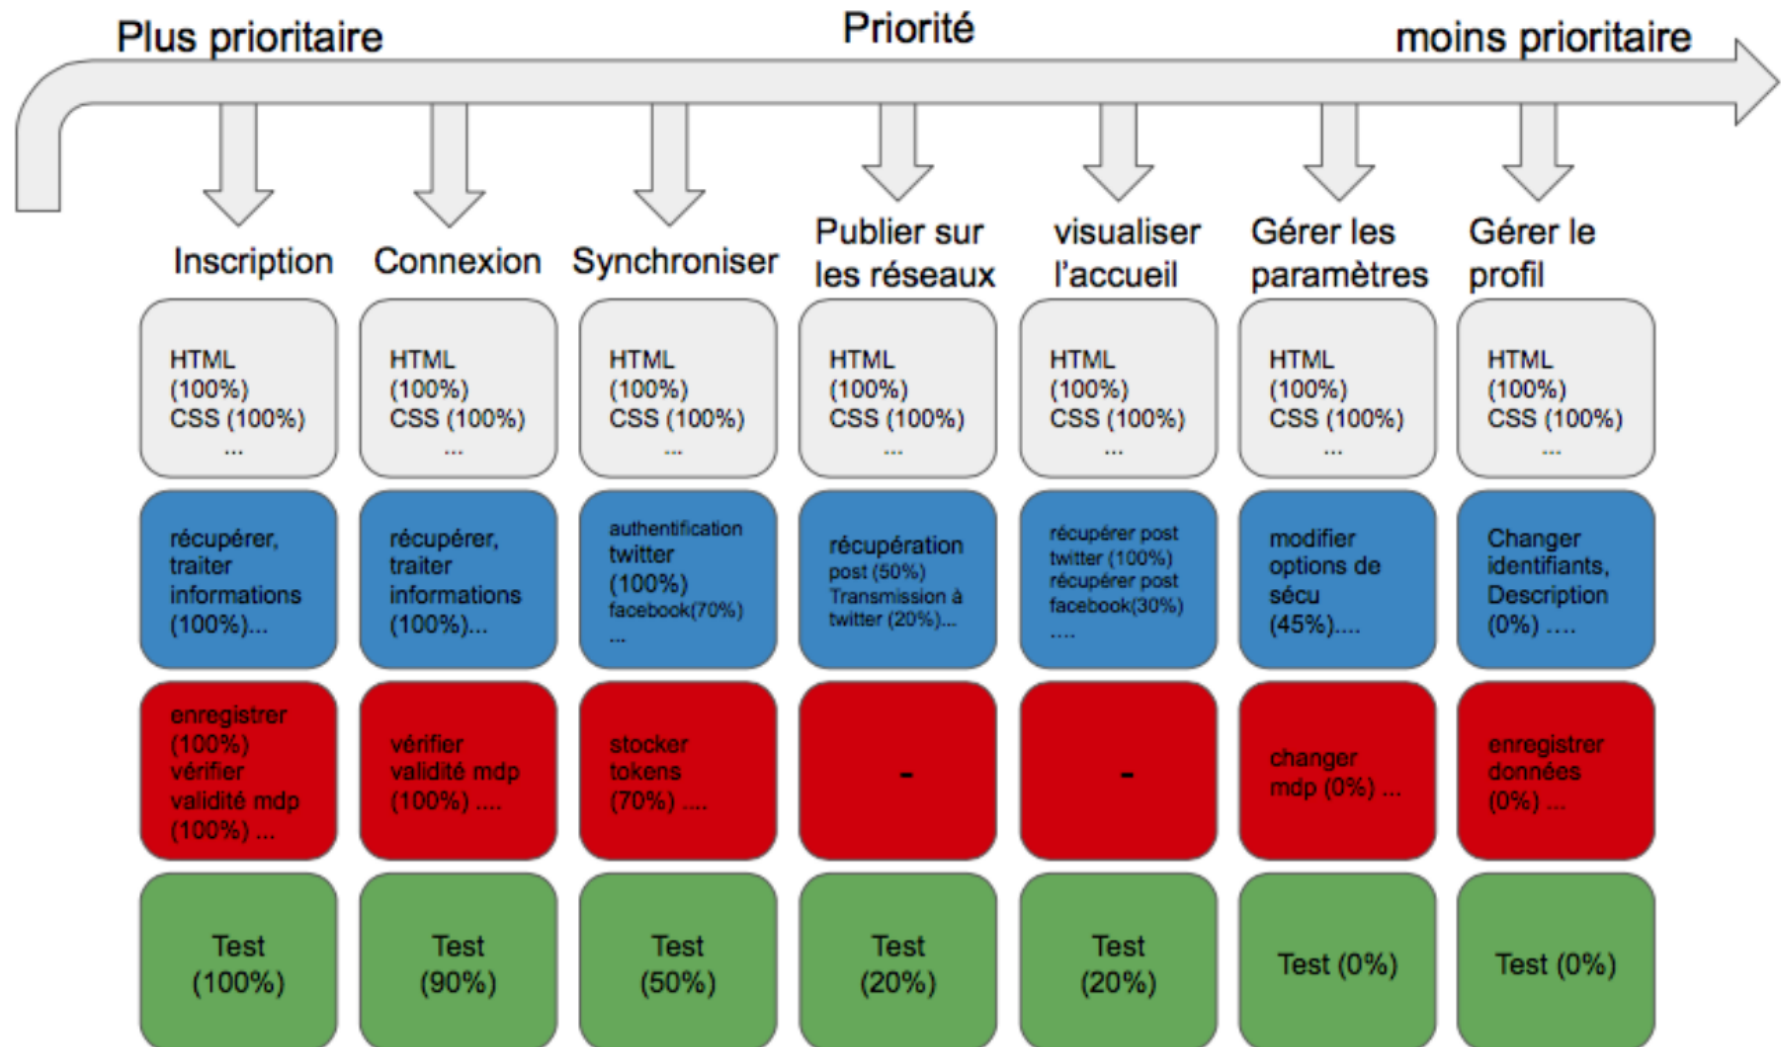 Plus prioritaire
Priorité
moins prioritaire
Inscription
Connexion
Synchroniser
Publier sur
les réseaux
visualiser
l'accueil
Gérer les
paramètres
Gérer le
profil
HTML
(100%)
CSS (100%)
...
HTML
(100%)
CSS (100%)
...
HTML
(100%)
CSS (100%)
...
HTML
(100%)
CSS (100%)
...
HTML
(100%)
CSS (100%)
...
HTML
(100%)
CSS (100%)
...
HTML
(100%)
CSS (100%)
...
récupérer,
traiter
informations
(100%)...
récupérer,
traiter
informations
(100%)...
authentification
twitter
(100%)
facebook(70%)
...
récupération
post (50%)
Transmission à
twitter (20%)...
récupérer post
twitter (100%)
récupérer post
facebook(30%)
....
modifier
options de
sécu
(45%)....
Changer
identifiants,
Description
(0%) ....
enregistrer
(100%)
vérifier
validité mdp
(100%) ...
vérifier
validité mdp
(100%) ....
stocker
tokens
(70%) ....
-
-
changer
mdp (0%) ...
enregistrer
données
(0%) ...
Test
(100%)
Test
(90%)
Test
(50%)
Test
(20%)
Test
(20%)
Test (0%)
Test (0%)